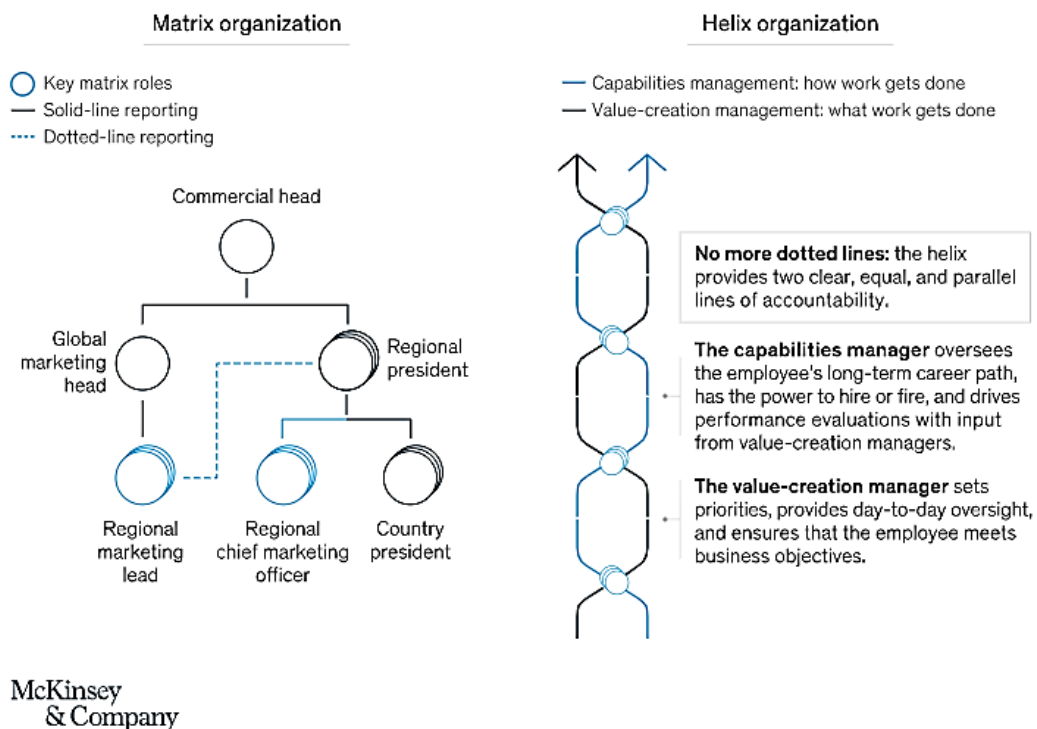 Matrix organization
Key matrix roles
Solid-line reporting
Dotted-line reporting
Commercial head
Global
marketing
head
Regional
president
Regional
marketing
lead
Regional
chief marketing
officer
Country
president
Helix organization
Capabilities management: how work gets done
Value-creation management: what work gets done
No more dotted lines: the helix
provides two clear, equal, and parallel
lines of accountability.
The capabilities manager oversees
the employee's long-term career path,
has the power to hire or fire, and drives
performance evaluations with input
from value-creation managers.
The value-creation manager sets
priorities, provides day-to-day oversight,
and ensures that the employee meets
business objectives.
McKinsey
& Company